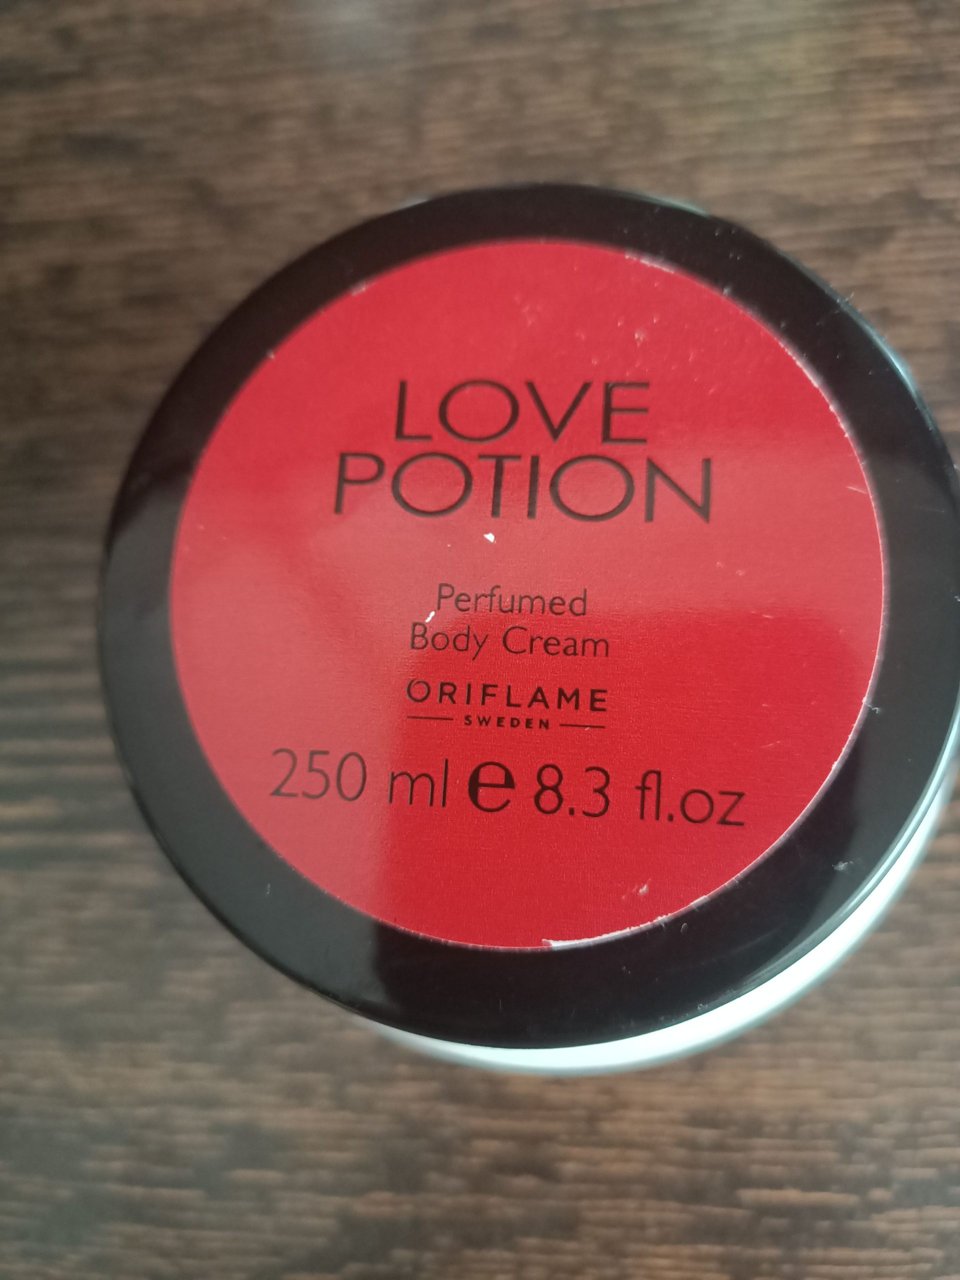 LOVE
POTION
Perfumed
Body Cream
ORIFLAME
SWEDEN
250 ml e 8.3 fl.oz